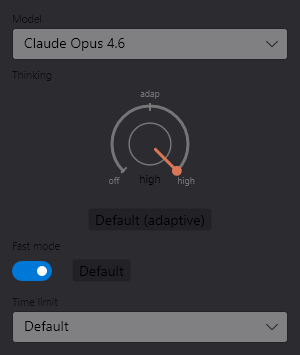 Model
Claude Opus 4.6
Thinking
adap
off
high
high
Default (adaptive)
Fast mode
Default
Time limit
Default